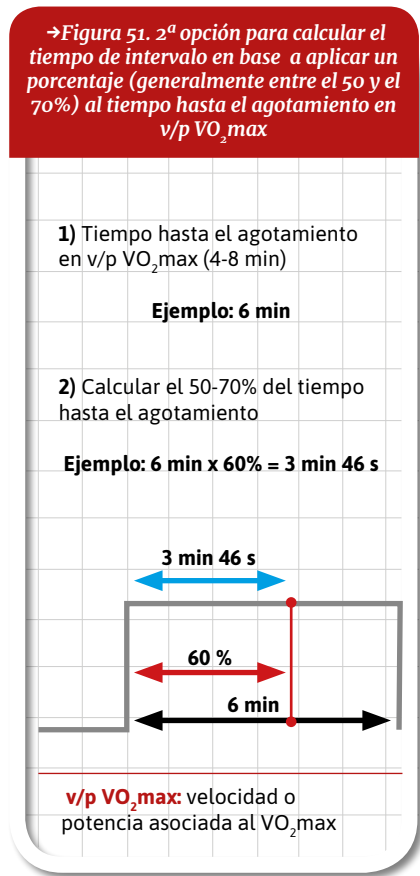 →Figura 51. 2ª opción para calcular el
tiempo de intervalo en base a aplicar un
porcentaje (generalmente entre el 50 y el
70%) al tiempo hasta el agotamiento en
v/p VO₂max
1) Tiempo hasta el agotamiento
en v/p VO₂max (4-8 min)
Ejemplo: 6 min
2) Calcular el 50-70% del tiempo
hasta el agotamiento
Ejemplo: 6 min x 60% = 3 min 46 s
3 min 46 s
60 %
6 min
v/p VO₂max: velocidad o
potencia asociada al VO₂max